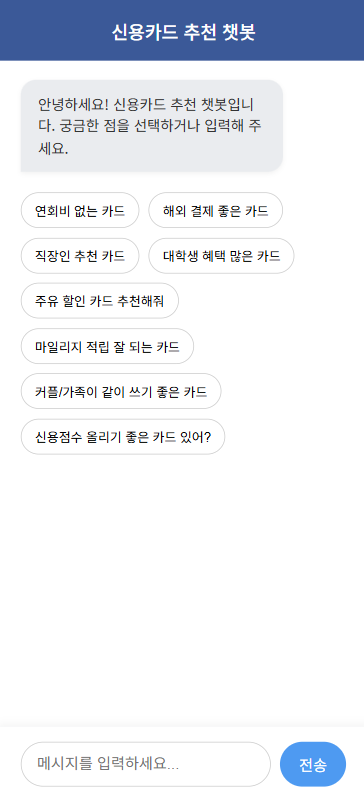 신용카드 추천 챗봇
안녕하세요! 신용카드 추천 챗봇입니
다. 궁금한 점을 선택하거나 입력해 주
세요.
연회비 없는 카드
해외 결제 좋은 카드
직장인 추천 카드
대학생 혜택 많은 카드
주유 할인 카드 추천해줘
마일리지 적립 잘 되는 카드
커플/가족이 같이 쓰기 좋은 카드
신용점수 올리기 좋은 카드 있어?
메시지를 입력하세요...
전송